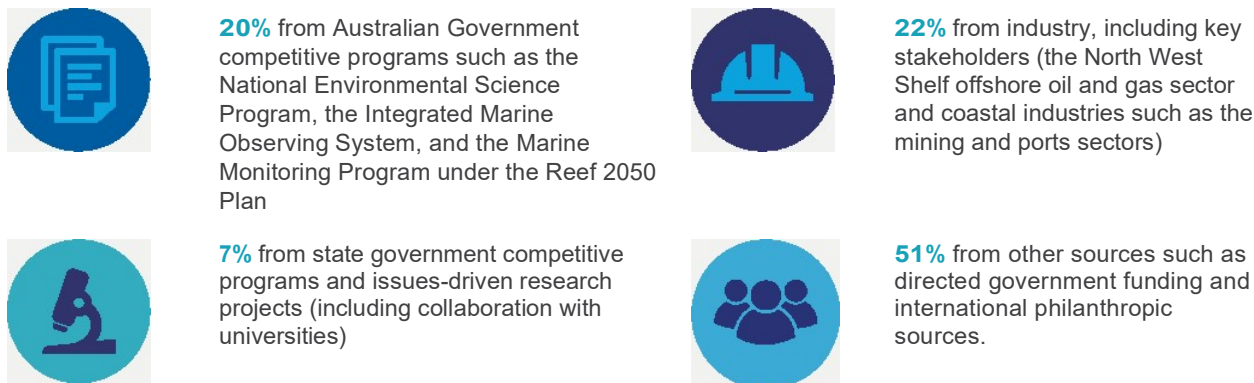 20% from Australian Government
competitive programs such as the
National Environmental Science
Program, the Integrated Marine
Observing System, and the Marine
Monitoring Program under the Reef 2050
Plan
22% from industry, including key
stakeholders (the North West
Shelf offshore oil and gas sector
and coastal industries such as the
mining and ports sectors)
7% from state government competitive
programs and issues-driven research
projects (including collaboration with
universities)
51% from other sources such as
directed government funding and
international philanthropic
sources.